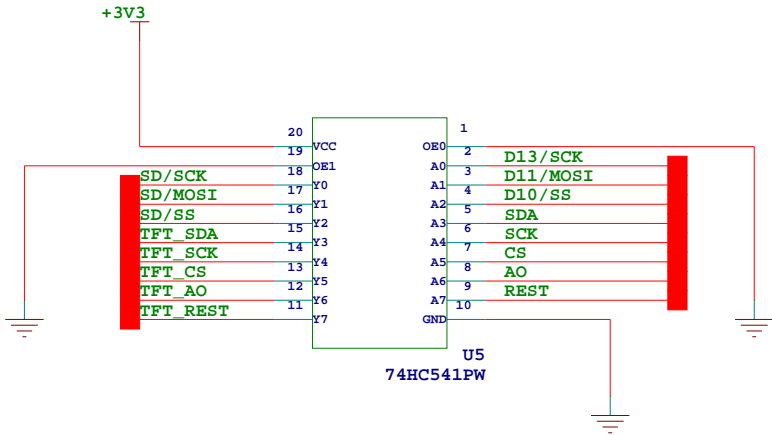 +3V3
20 VCC OE0 1
19 OE1 A0 2 D13/SCK
SD/SCK 18 Y0 A1 3 D11/MOSI
SD/MOSI 17 Y1 A2 4 D10/SS
SD/SS 16 Y2 A3 5 SDA
TFT_SDA 15 Y3 A4 6 SCK
TFT_SCK 14 Y4 A5 7 CS
TFT_CS 13 Y5 A6 8 AO
TFT_AO 12 Y6 A7 9 REST
TFT_REST 11 Y7 GND 10
U5
74HC541PW